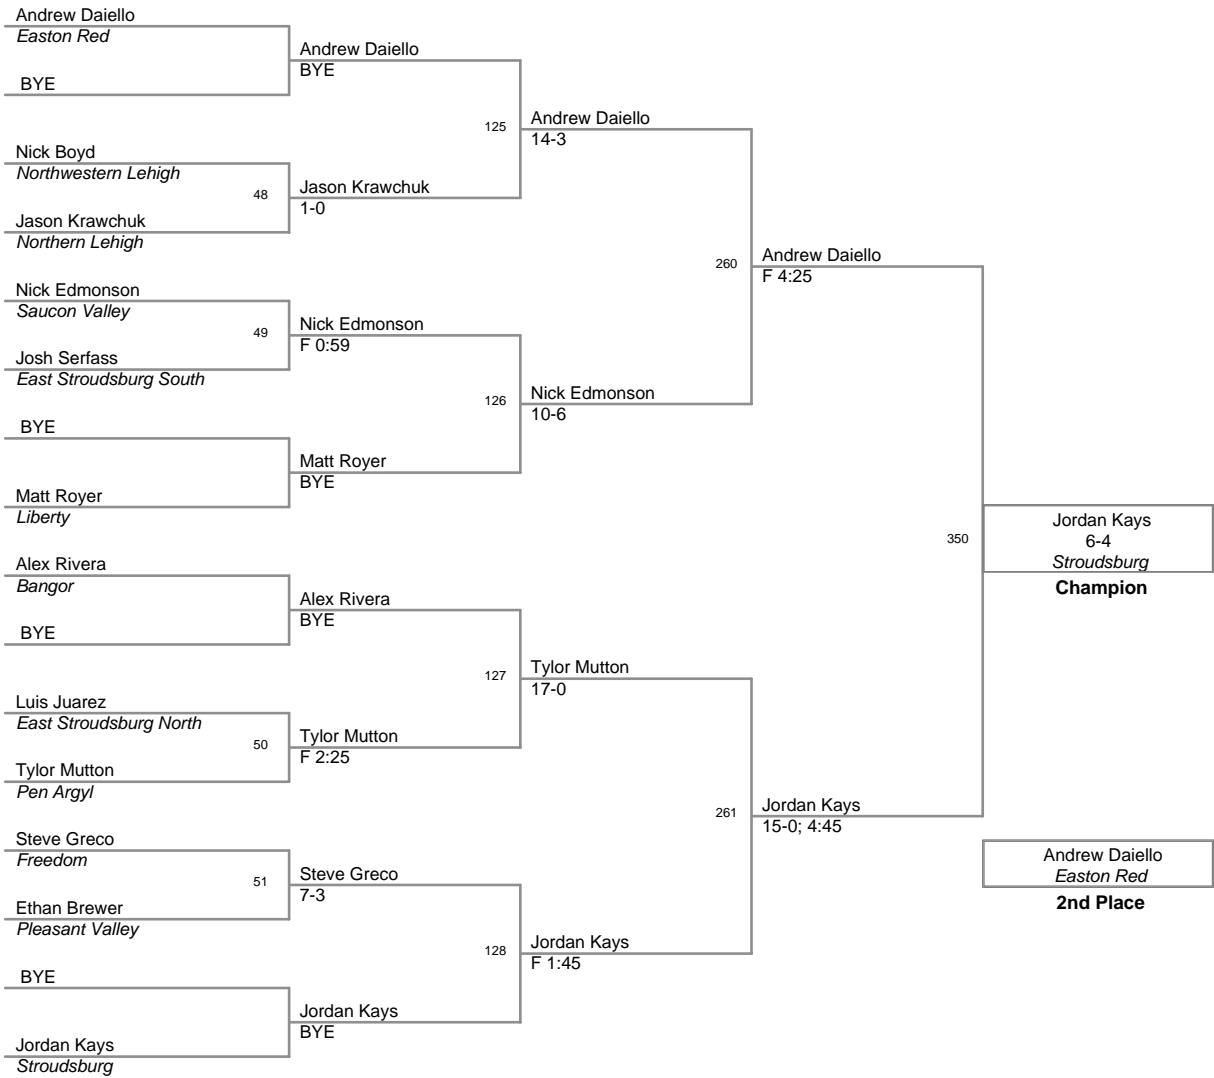 Andrew Daiello
Easton Red
BYE
Nick Boyd
Northwestern Lehigh
48
Jason Krawchuk
Northern Lehigh
Nick Edmonson
Saucon Valley
49
Josh Serfass
East Stroudsburg South
BYE
Matt Royer
Liberty
Alex Rivera
Bangor
BYE
Luis Juarez
East Stroudsburg North
50
Tylor Mutton
Pen Argyl
Steve Greco
Freedom
51
Ethan Brewer
Pleasant Valley
BYE
Jordan Kays
Stroudsburg
Andrew Daiello
BYE
125
Jason Krawchuk
1-0
Nick Edmonson
F 0:59
126
Matt Royer
BYE
Alex Rivera
BYE
127
Tylor Mutton
F 2:25
Steve Greco
7-3
128
Jordan Kays
BYE
Andrew Daiello
14-3
260
Nick Edmonson
10-6
Tylor Mutton
17-0
261
Jordan Kays
F 1:45
Andrew Daiello
F 4:25
350
Jordan Kays
15-0; 4:45
Jordan Kays
6-4
Stroudsburg
Champion
Andrew Daiello
Easton Red
2nd Place